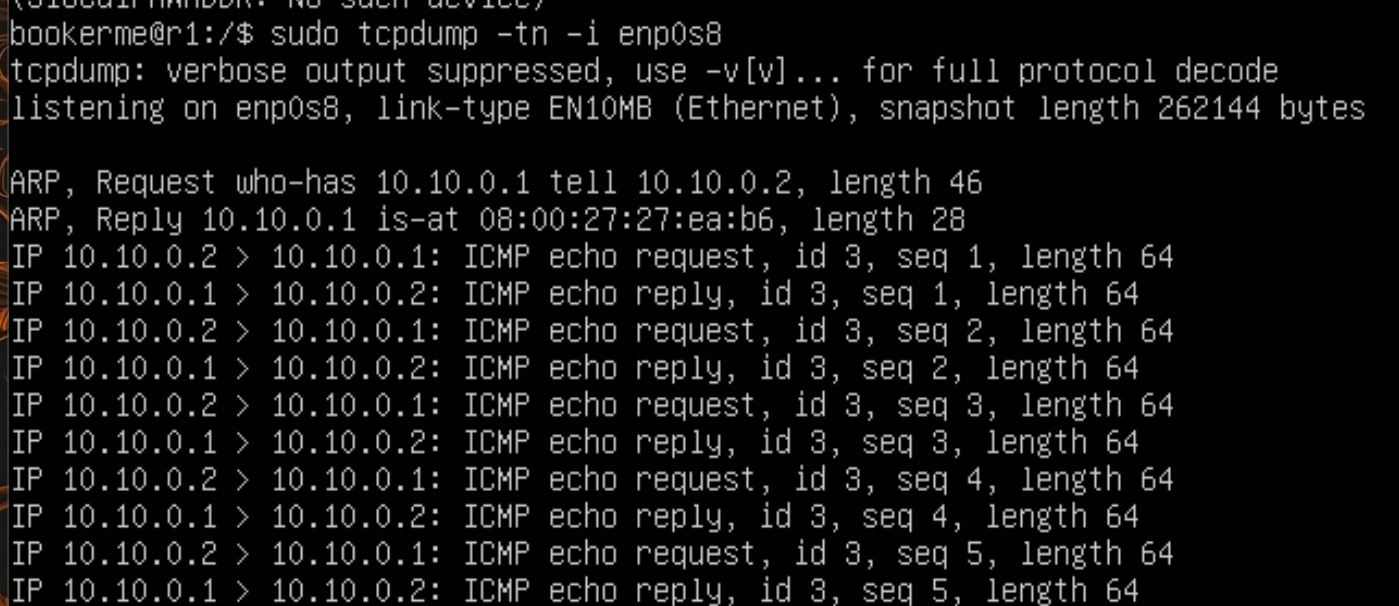 bookerme@r1:/$ sudo tcpdump -tn -i enp0s8
tcpdump: verbose output suppressed, use -v[v]... for full protocol decode
listening on enp0s8, link-type EN10MB (Ethernet), snapshot length 262144 bytes
ARP, Request who-has 10.10.0.1 tell 10.10.0.2, length 46
ARP, Reply 10.10.0.1 is-at 08:00:27:27:ea:b6, length 28
IP 10.10.0.2 > 10.10.0.1: ICMP echo request, id 3, seq 1, length 64
IP 10.10.0.1 > 10.10.0.2: ICMP echo reply, id 3, seq 1, length 64
IP 10.10.0.2 > 10.10.0.1: ICMP echo request, id 3, seq 2, length 64
IP 10.10.0.1 > 10.10.0.2: ICMP echo reply, id 3, seq 2, length 64
IP 10.10.0.2 > 10.10.0.1: ICMP echo request, id 3, seq 3, length 64
IP 10.10.0.1 > 10.10.0.2: ICMP echo reply, id 3, seq 3, length 64
IP 10.10.0.2 > 10.10.0.1: ICMP echo request, id 3, seq 4, length 64
IP 10.10.0.1 > 10.10.0.2: ICMP echo reply, id 3, seq 4, length 64
IP 10.10.0.2 > 10.10.0.1: ICMP echo request, id 3, seq 5, length 64
IP 10.10.0.1 > 10.10.0.2: ICMP echo reply, id 3, seq 5, length 64